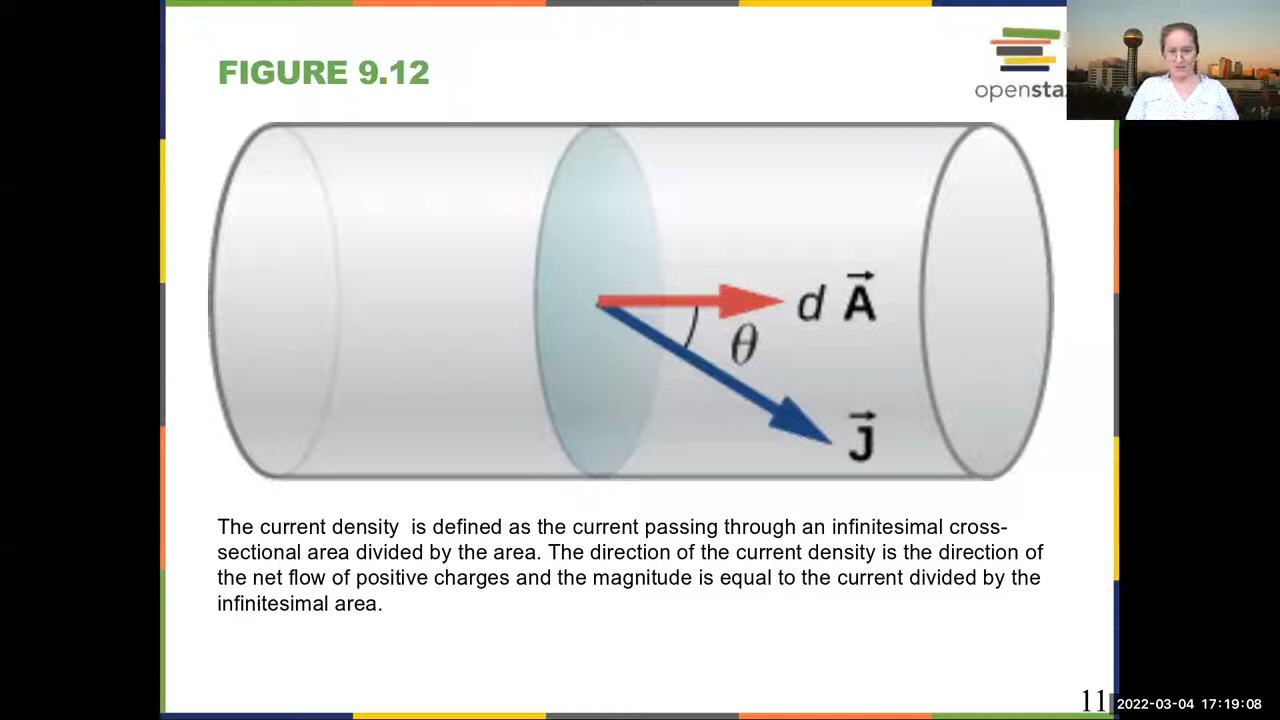 FIGURE 9.12
openstax
d A
θ
J
The current density  is defined as the current passing through an infinitesimal cross-
sectional area divided by the area. The direction of the current density is the direction of
the net flow of positive charges and the magnitude is equal to the current divided by the
infinitesimal area.
11
2022-03-04 17:19:08